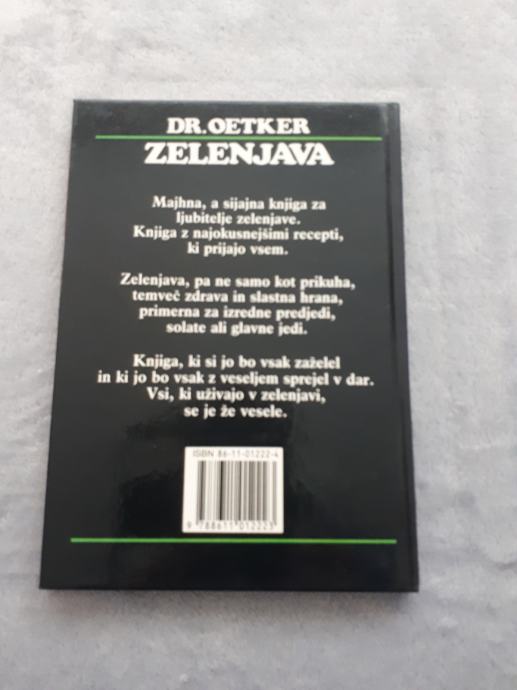 DR. OETKER
ZELENJAVA
Majhna, a sijajna knjiga za
ljubitelje zelenjave.
Knjiga z najokusnejšimi recepti,
ki prijajo vsem.
Zelenjava, pa ne samo kot prikuha,
temveč zdrava in slastna hrana,
primerna za izredne predjedi,
solate ali glavne jedi.
Knjiga, ki si jo bo vsak zaželel
in ki jo bo vsak z veseljem sprejel v dar.
Vsi, ki uživajo v zelenjavi,
se je že vesele.
ISBN 86-11-01222-4
9 788611 012223